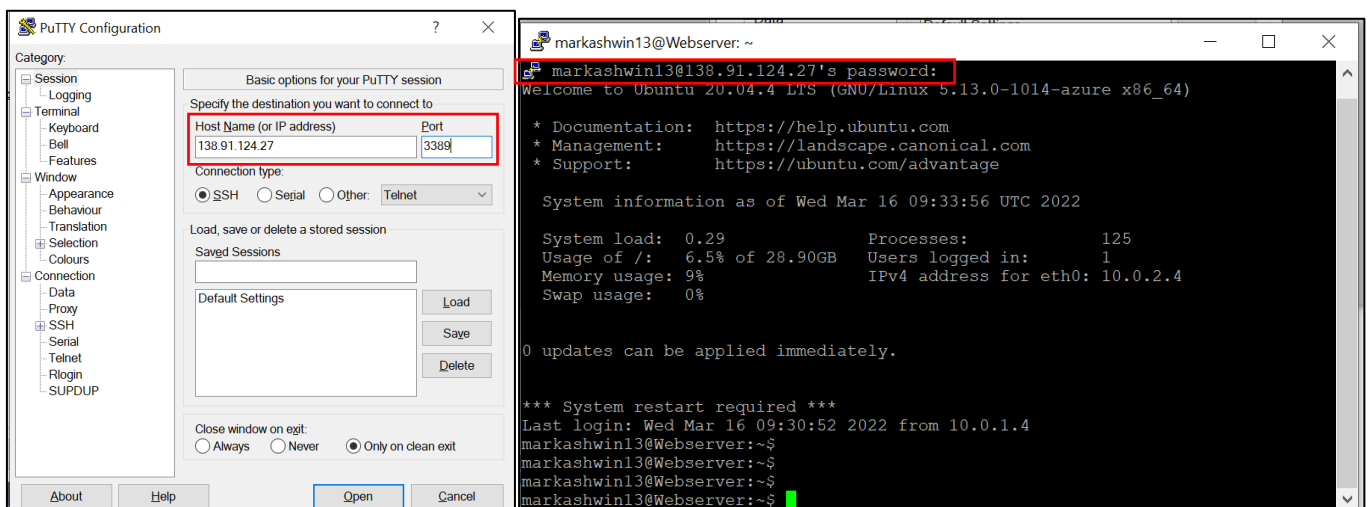 PuTTY Configuration
?
Category:
Session
Logging
Terminal
Keyboard
Bell
Features
Window
Appearance
Behaviour
Translation
Selection
Colours
Connection
Data
Proxy
SSH
Serial
Telnet
Rlogin
SUPDUP
Basic options for your PuTTY session
Specify the destination you want to connect to
Host Name (or IP address) Port
138.91.124.27 3389
Connection type:
SSH Serial Other: Telnet
Load, save or delete a stored session
Saved Sessions
Default Settings
Load
Save
Delete
Close window on exit:
Always Never Only on clean exit
About Help Open Cancel
markashwin13@Webserver: ~
markashwin13@138.91.124.27's password:
Welcome to Ubuntu 20.04.4 LTS (GNU/Linux 5.13.0-1014-azure x86_64)
* Documentation: https://help.ubuntu.com
* Management: https://landscape.canonical.com
* Support: https://ubuntu.com/advantage
System information as of Wed Mar 16 09:33:56 UTC 2022
System load: 0.29 Processes: 125
Usage of /: 6.5% of 28.90GB Users logged in: 1
Memory usage: 9% IPv4 address for eth0: 10.0.2.4
Swap usage: 0%
0 updates can be applied immediately.
*** System restart required ***
Last login: Wed Mar 16 09:30:52 2022 from 10.0.1.4
markashwin13@Webserver:~$
markashwin13@Webserver:~$
markashwin13@Webserver:~$
markashwin13@Webserver:~$